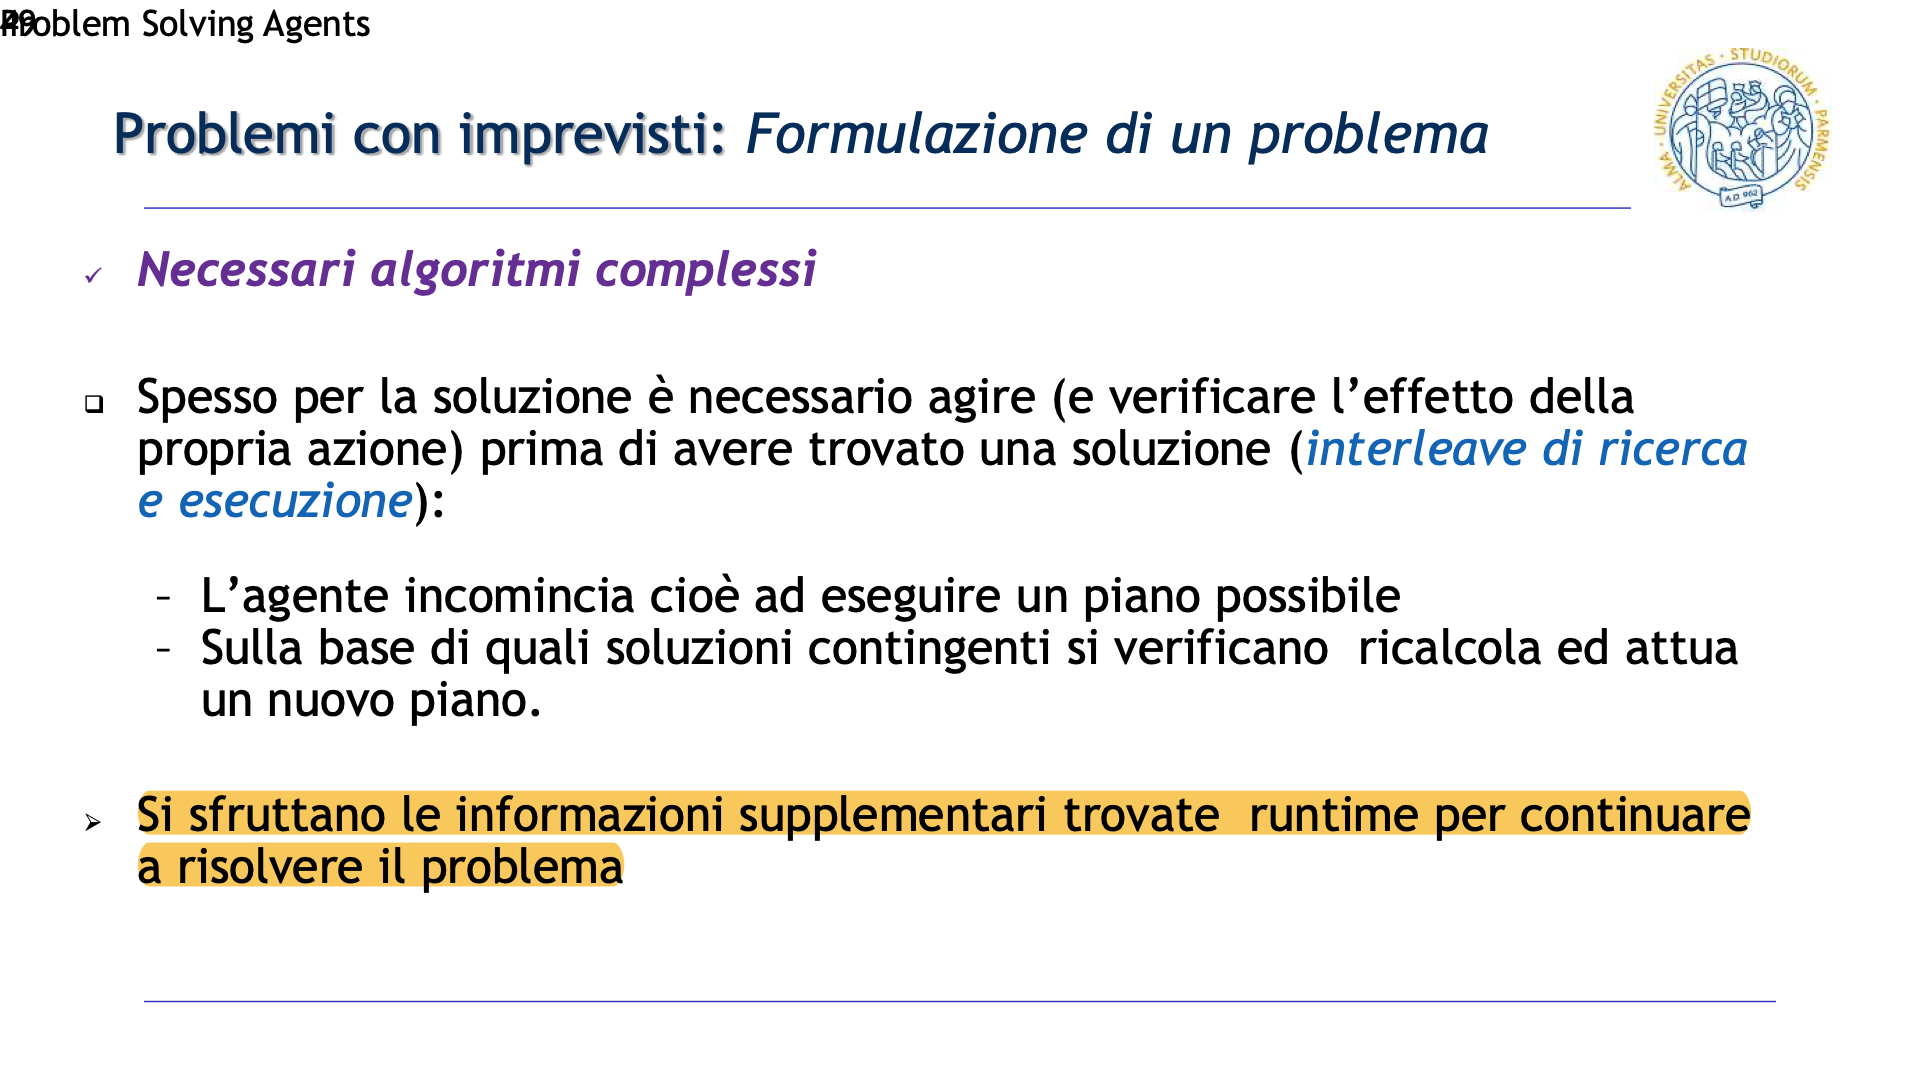 Problem Solving Agents
Problemi con imprevisti: Formulazione di un problema
ALMA · UNIVERSITAS · STUDIORUM · PARMENSIS
A.D. 962
Necessari algoritmi complessi
Spesso per la soluzione è necessario agire (e verificare l’effetto della
propria azione) prima di avere trovato una soluzione (interleave di ricerca
e esecuzione):
– L’agente incomincia cioè ad eseguire un piano possibile
– Sulla base di quali soluzioni contingenti si verificano ricalcola ed attua
un nuovo piano.
Si sfruttano le informazioni supplementari trovate runtime per continuare
a risolvere il problema